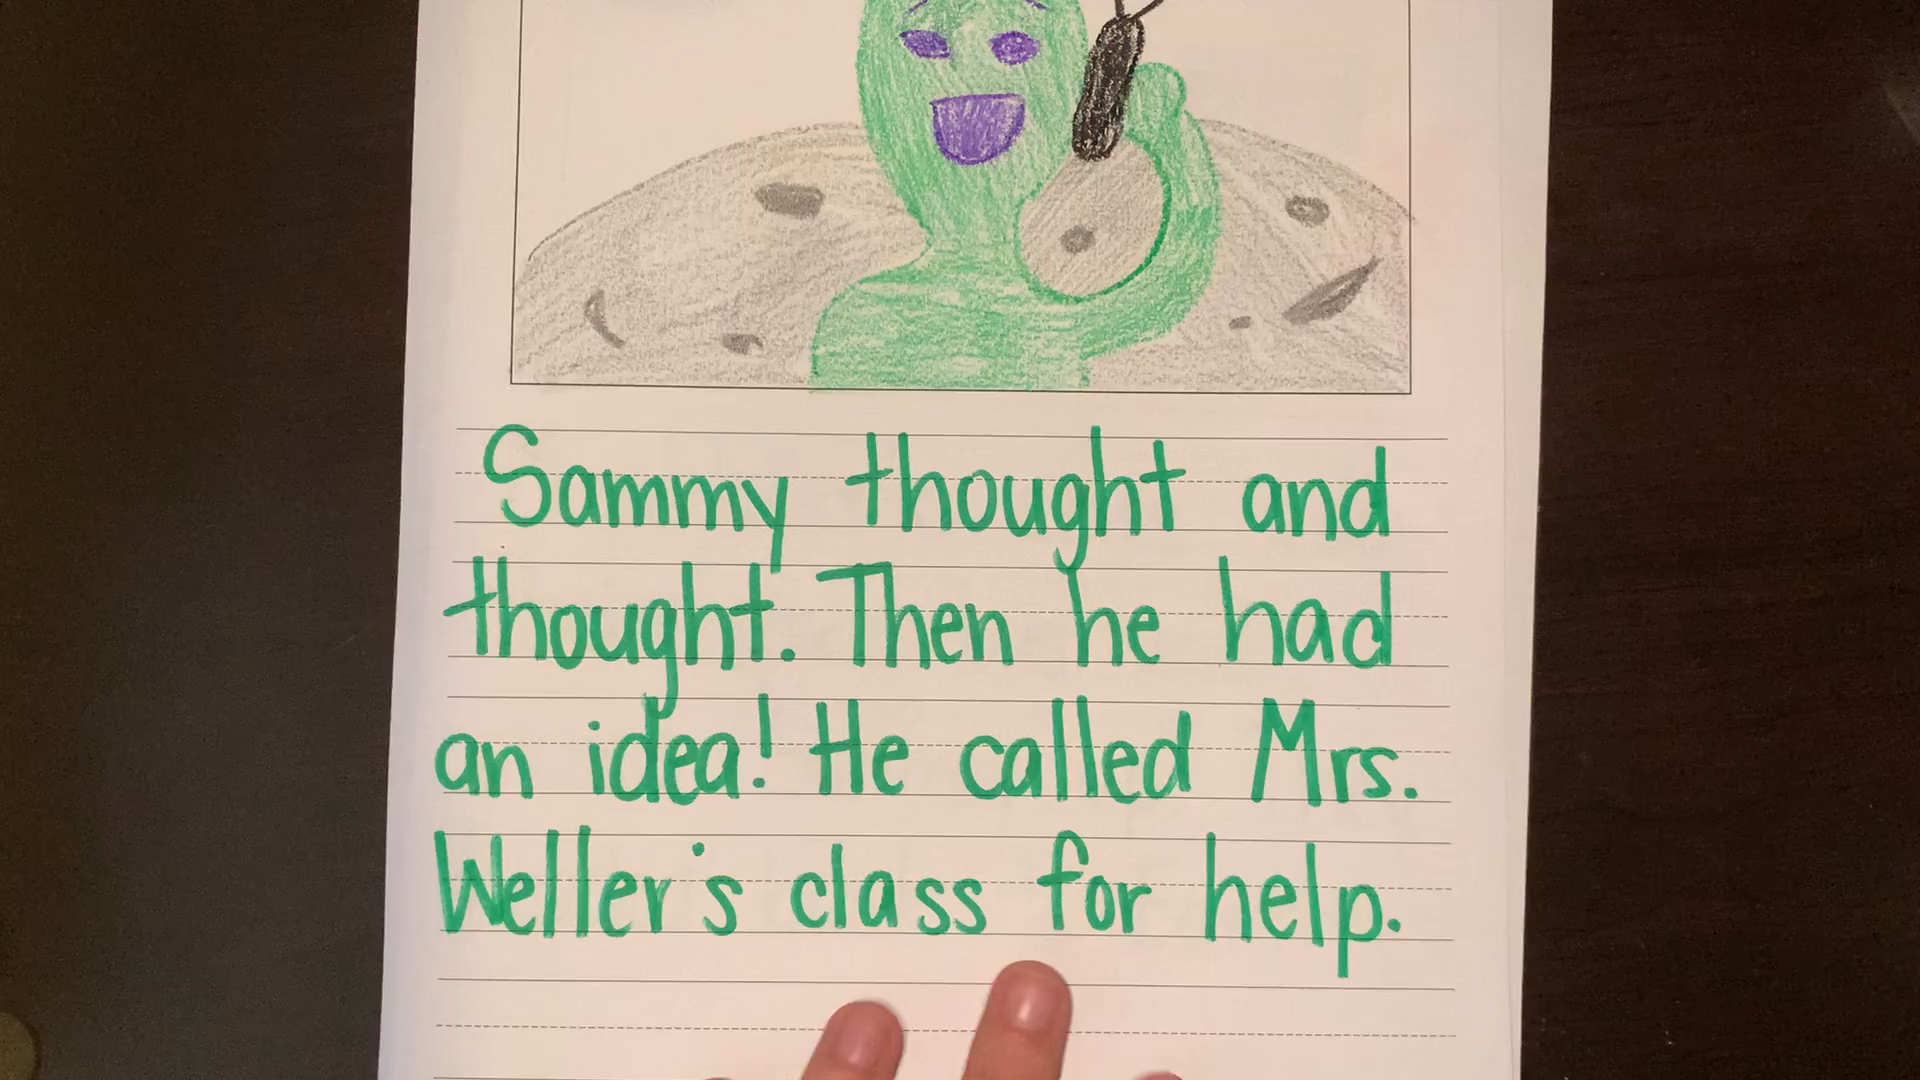 Sammy thought and
thought. Then he had
an idea! He called Mrs.
Weller's class for help.